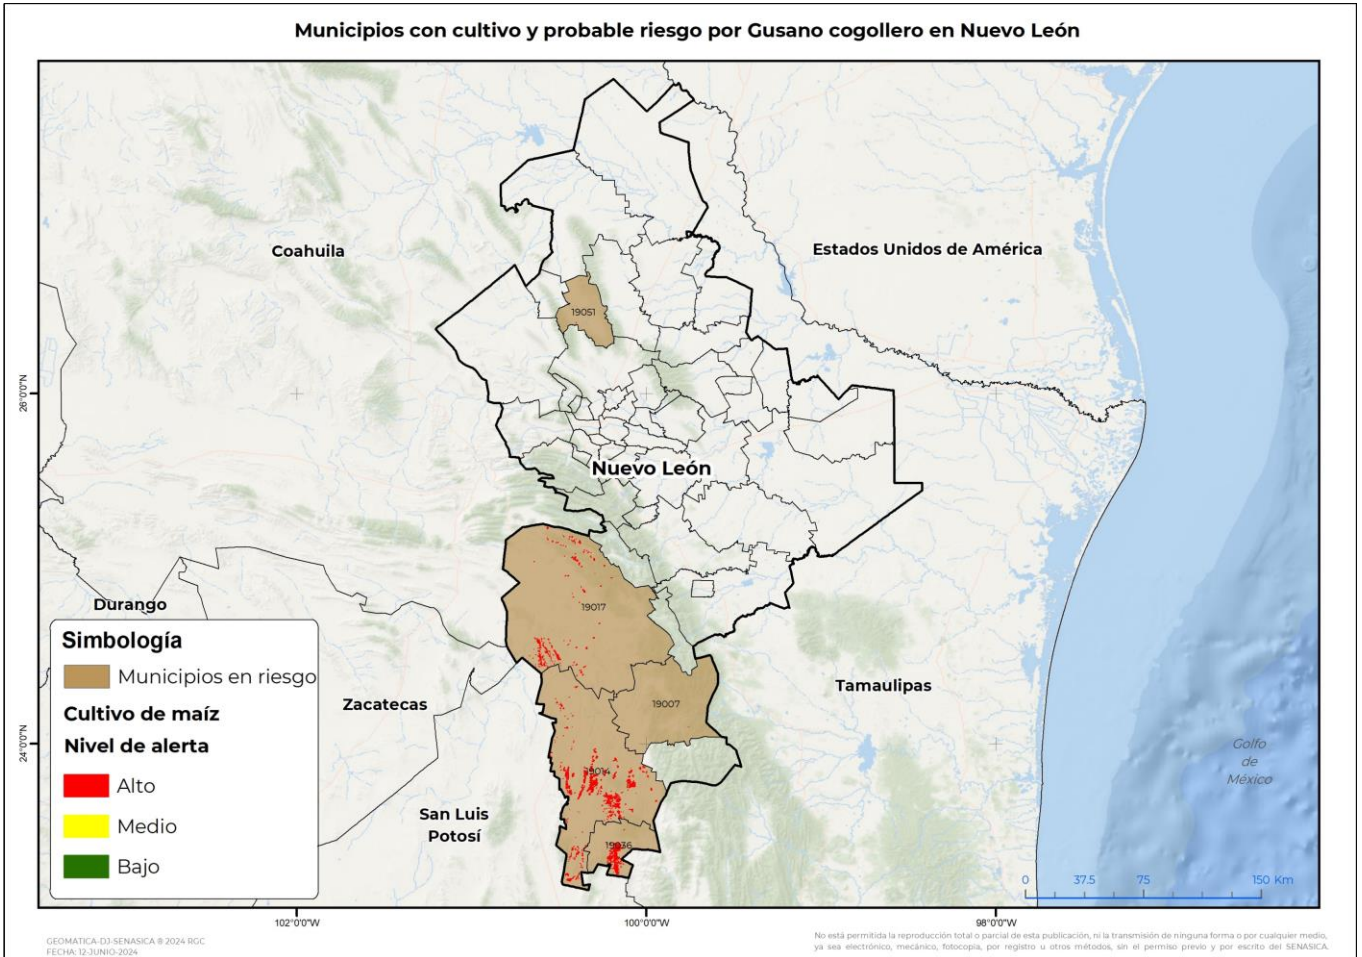 Municipios con cultivo y probable riesgo por Gusano cogollero en Nuevo León
Coahuila
Estados Unidos de América
19051
26°0'0"N
Nuevo León
Durango
19017
Simbología
Municipios en riesgo
Cultivo de maíz
Nivel de alerta
Alto
Medio
Bajo
Zacatecas
19007
Tamaulipas
24°0'0"N
19014
Golfo
de
México
San Luis
Potosí
19036
0 37.5 75 150 Km
102°0'0"W 100°0'0"W 98°0'0"W
GEOMÁTICA-DJ-SENASICA ® 2024 RGC
FECHA: 12-JUNIO-2024
No está permitida la reproducción total o parcial de esta publicación, ni la transmisión de ninguna forma o por cualquier medio,
ya sea electrónico, mecánico, fotocopia, por registro u otros métodos, sin el permiso previo y por escrito del SENASICA.